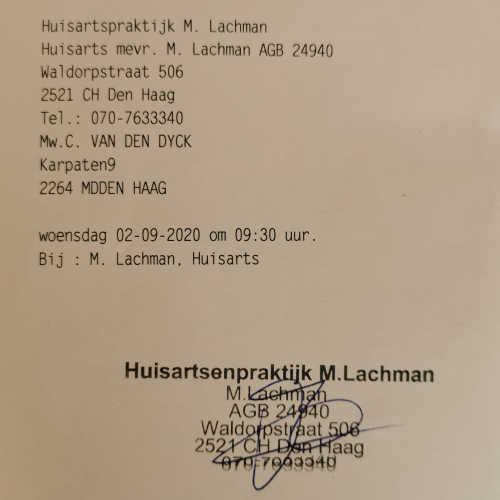 Huisartspraktijk M. Lachman
Huisarts mevr. M. Lachman AGB 24940
Waldorpstraat 506
2521 CH Den Haag
Tel.: 070-7633340
Mw.C. VAN DEN DYCK
Karpaten9
2264 MDDEN HAAG
woensdag 02-09-2020 om 09:30 uur.
Bij : M. Lachman, Huisarts
Huisartsenpraktijk M.Lachman
M.Lachman
AGB 24940
Waldorpstraat 506
2521 CH Den Haag